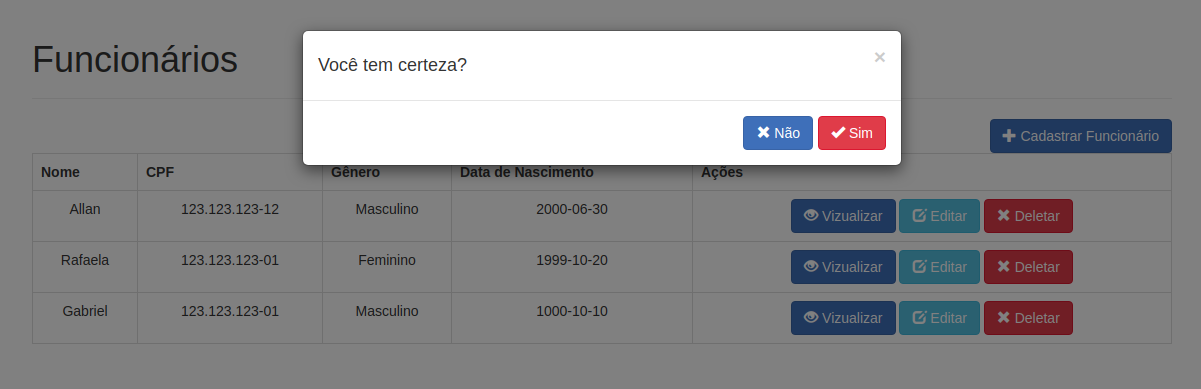 Funcionários
Você tem certeza?
×
Não Sim
Cadastrar Funcionário
Nome CPF Gênero Data de Nascimento Ações
Allan 123.123.123-12 Masculino 2000-06-30 Vizualizar Editar Deletar
Rafaela 123.123.123-01 Feminino 1999-10-20 Vizualizar Editar Deletar
Gabriel 123.123.123-01 Masculino 1000-10-10 Vizualizar Editar Deletar